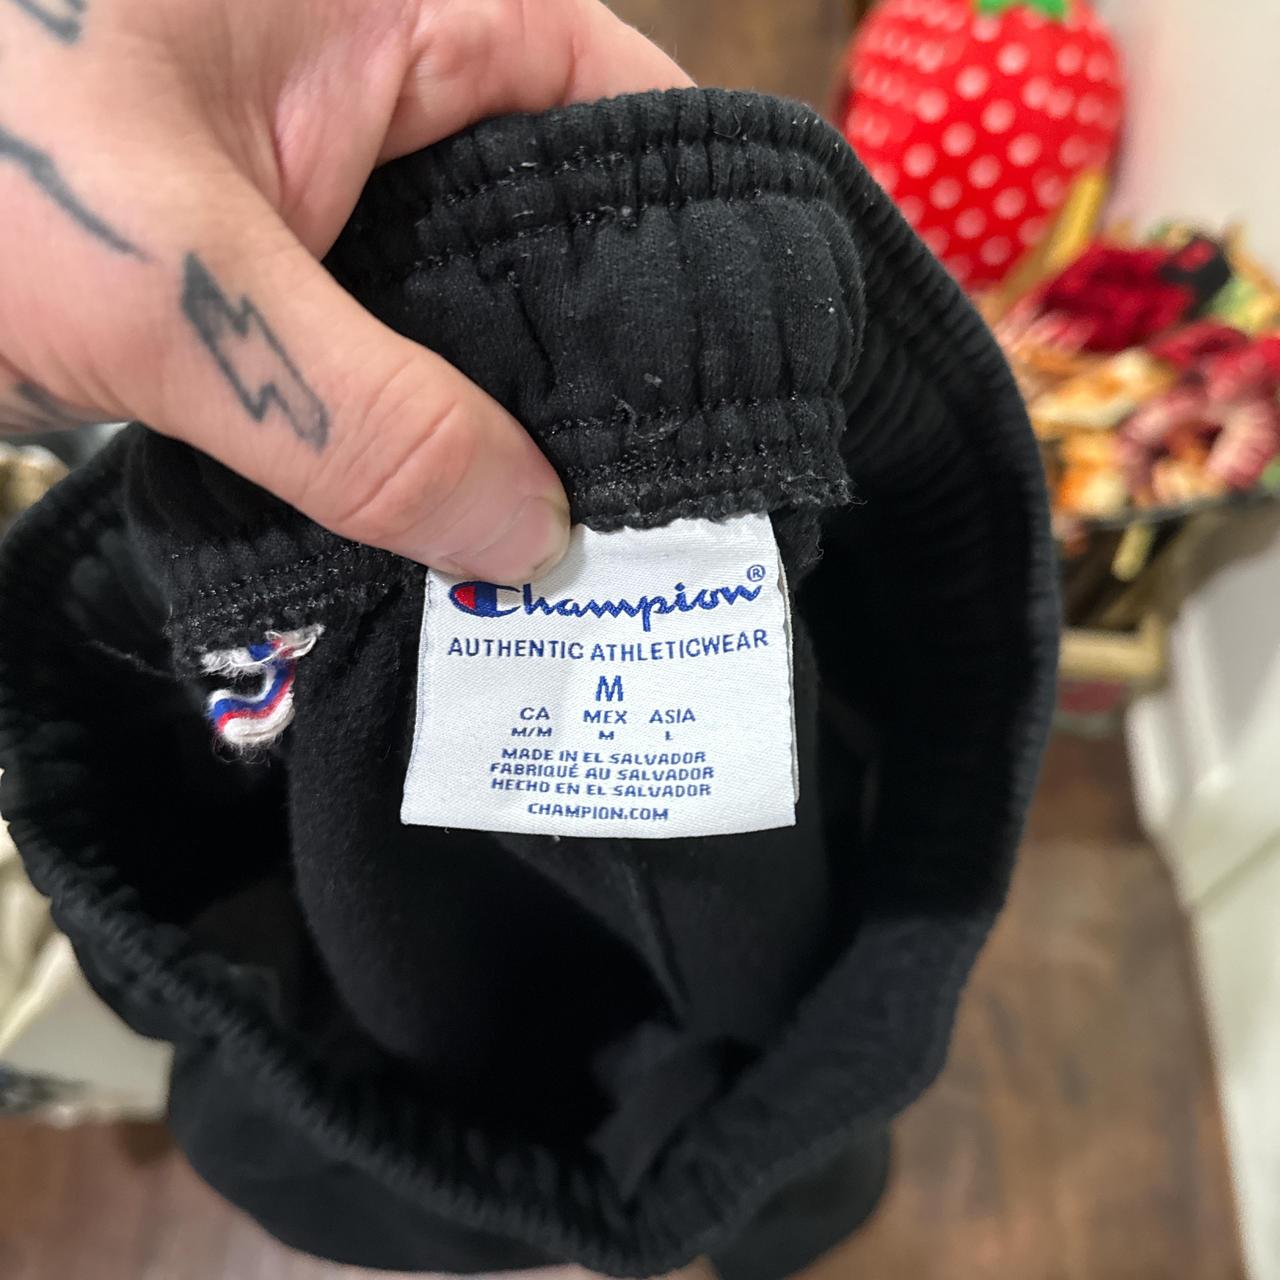 Champion®
AUTHENTIC ATHLETICWEAR
M
CA MEX ASIA
M/M M L
MADE IN EL SALVADOR
FABRIQUÉ AU SALVADOR
HECHO EN EL SALVADOR
CHAMPION.COM